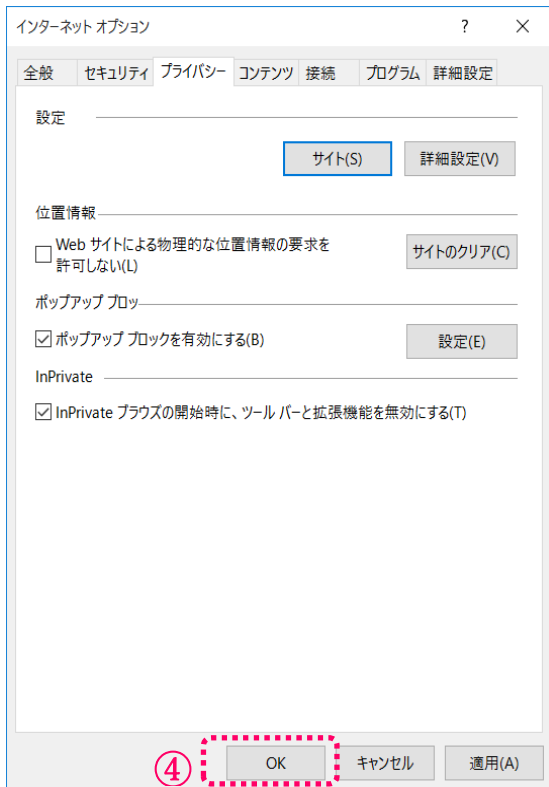 インターネット オプション ? ×
全般 セキュリティ プライバシー コンテンツ 接続 プログラム 詳細設定
設定
サイト(S) 詳細設定(V)
位置情報
Web サイトによる物理的な位置情報の要求を
許可しない(L)
サイトのクリア(C)
ポップアップ ブロッ
ポップアップ ブロックを有効にする(B)
設定(E)
InPrivate
InPrivate ブラウズの開始時に、ツール バーと拡張機能を無効にする(T)
④ OK キャンセル 適用(A)